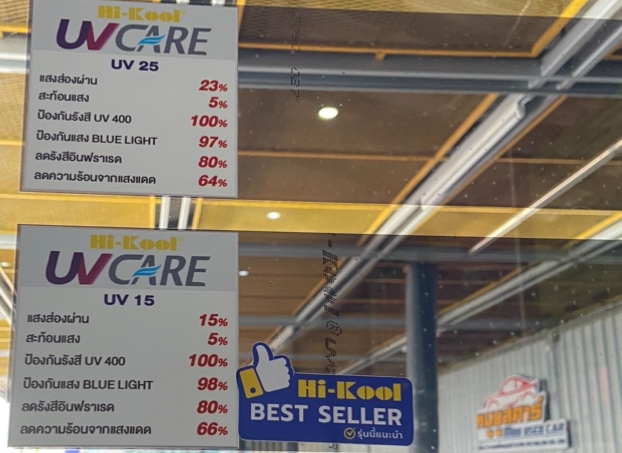 Hi-Kool
UVCARE
UV 25
แสงส่องผ่าน 23%
สะท้อนแสง 5%
ป้องกันรังสี UV 400 100%
ป้องกันแสง BLUE LIGHT 97%
ลดรังสีอินฟราเรด 80%
ลดความร้อนจากแสงแดด 64%
Hi-Kool
UVCARE
UV 15
แสงส่องผ่าน 15%
สะท้อนแสง 5%
ป้องกันรังสี UV 400 100%
ป้องกันแสง BLUE LIGHT 98%
ลดรังสีอินฟราเรด 80%
ลดความร้อนจากแสงแดด 66%
Hi-Kool
BEST SELLER
รุ่นนี้แนะนำ
USED CAR